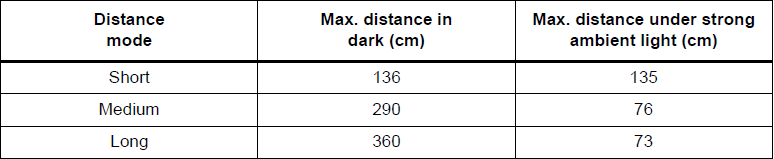 Distance mode | Max. distance in dark (cm) | Max. distance under strong ambient light (cm)
Short | 136 | 135
Medium | 290 | 76
Long | 360 | 73